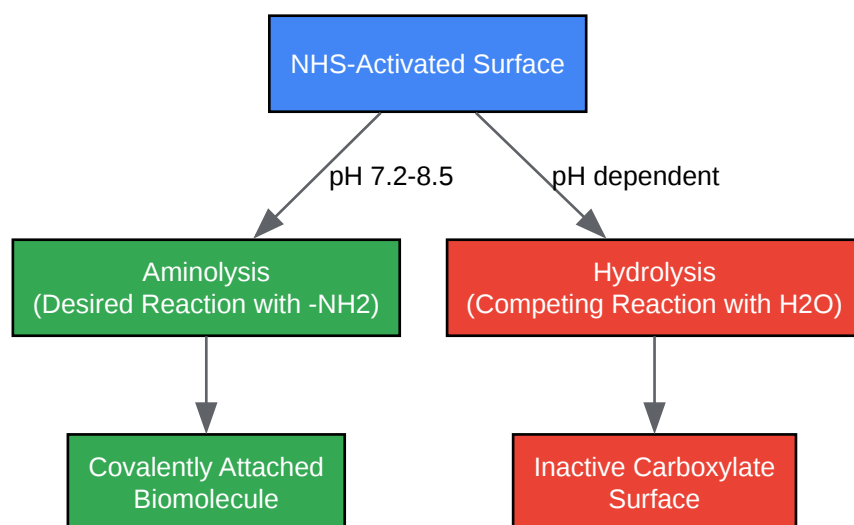 NHS-Activated Surface
pH 7.2-8.5
pH dependent
Aminolysis
(Desired Reaction with -NH2)
Hydrolysis
(Competing Reaction with H2O)
Covalently Attached
Biomolecule
Inactive Carboxylate
Surface